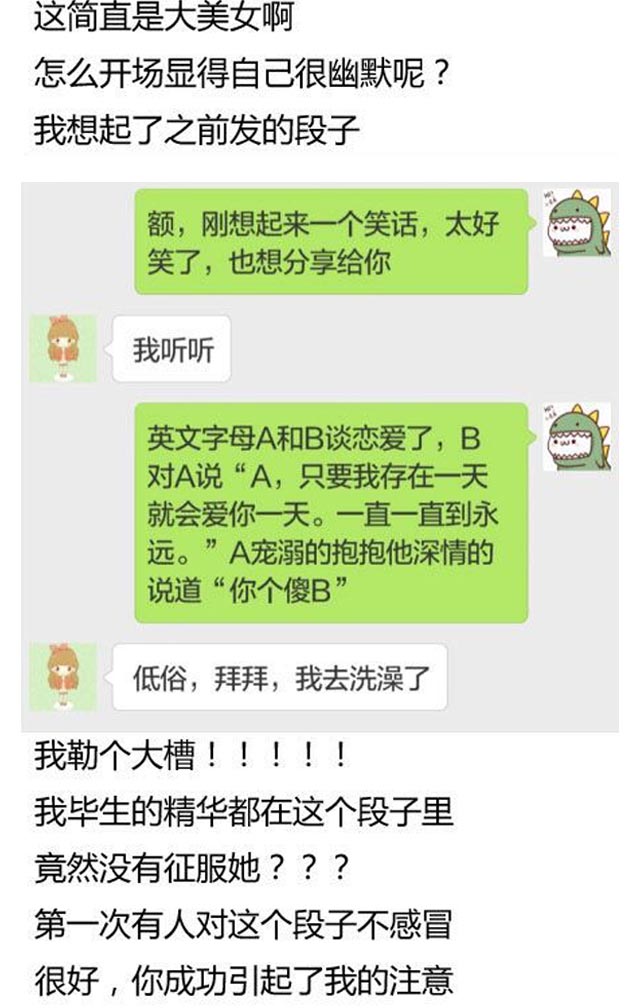 这简直是大美女啊
怎么开场显得自己很幽默呢？
我想起了之前发的段子
额，刚想起来一个笑话，太好
笑了，也想分享给你
我听听
英文字母A和B谈恋爱了，B
对A说“A，只要我存在一天
就会爱你一天。一直一直到永
远。”A宠溺的抱抱他深情的
说道“你个傻B”
低俗，拜拜，我去洗澡了
我勒个大槽！！！！！
我毕生的精华都在这个段子里
竟然没有征服她？？？
第一次有人对这个段子不感冒
很好，你成功引起了我的注意